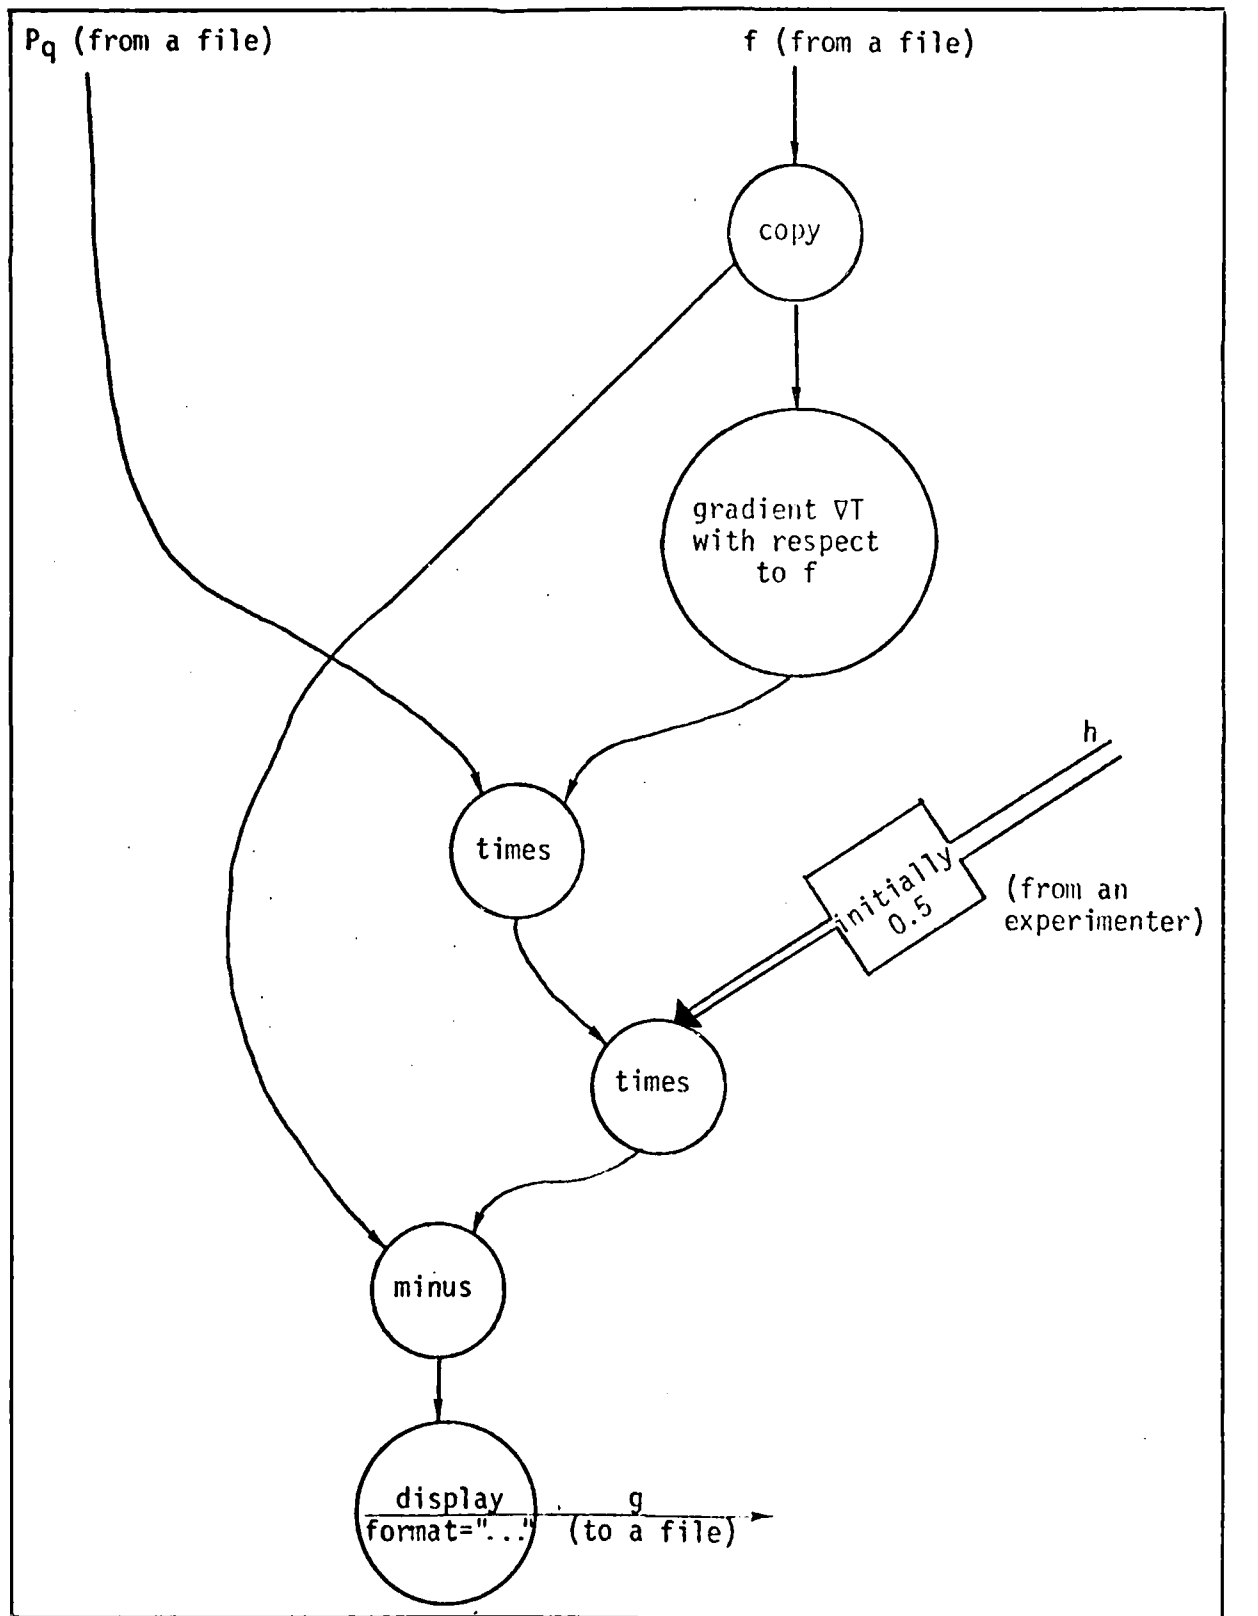 Pq (from a file)
f (from a file)
copy
gradient ∇T
with respect
to f
h
times
initially
0.5
(from an
experimenter)
times
minus
display
format="..."
g
(to a file)